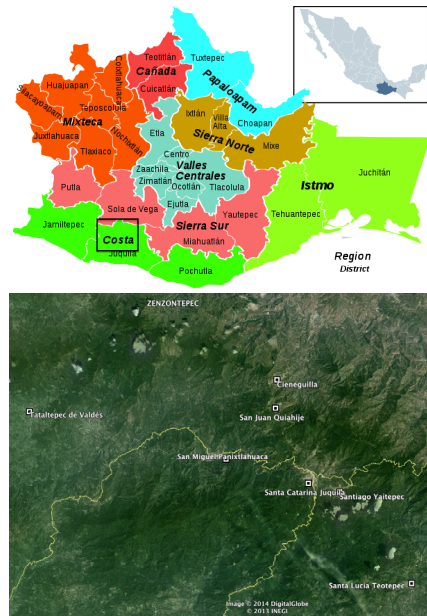 Teotitlán
Tuxtepec
Coixtlahuaca
Cañada
Huajuapan
Cuicatlán
Papaloapam
Silacayoapam
Teposcolula
Mixteca
Ixtlán
Villa
Alta
Choapan
Juxtlahuaca
Nochixtlán
Etla
Sierra Norte
Tlaxiaco
Centro
Mixe
Valles
Zaachila
Centrales
Juchitán
Zimatlán
Putla
Ocotlán
Tlacolula
Istmo
Ejutla
Sola de Vega
Yautepec
Tehuantepec
Jamiltepec
Sierra Sur
Costa
Miahuatlán
Juquila
Region
District
Pochutla
ZENZONTEPEC
Cieneguilla
Tataltepec de Valdés
San Juan Quiahije
San Miguel Panixtlahuaca
Santa Catarina Juquila
Santiago Yaitepec
Santa Lucia Teotepec
Image © 2014 DigitalGlobe
© 2013 INEGI